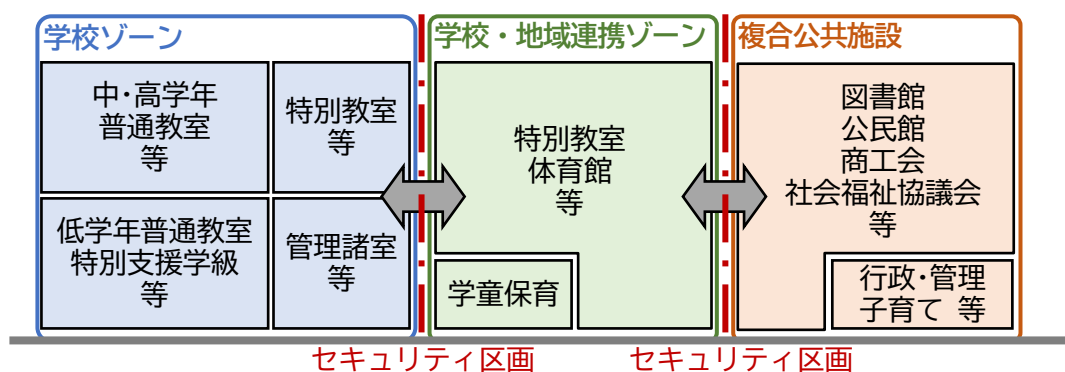 学校ゾーン
中・高学年
普通教室
等
特別教室
等
低学年普通教室
特別支援学級
等
管理諸室
等
学校・地域連携ゾーン
特別教室
体育館
等
学童保育
複合公共施設
図書館
公民館
商工会
社会福祉協議会
等
行政・管理
子育て 等
セキュリティ区画
セキュリティ区画